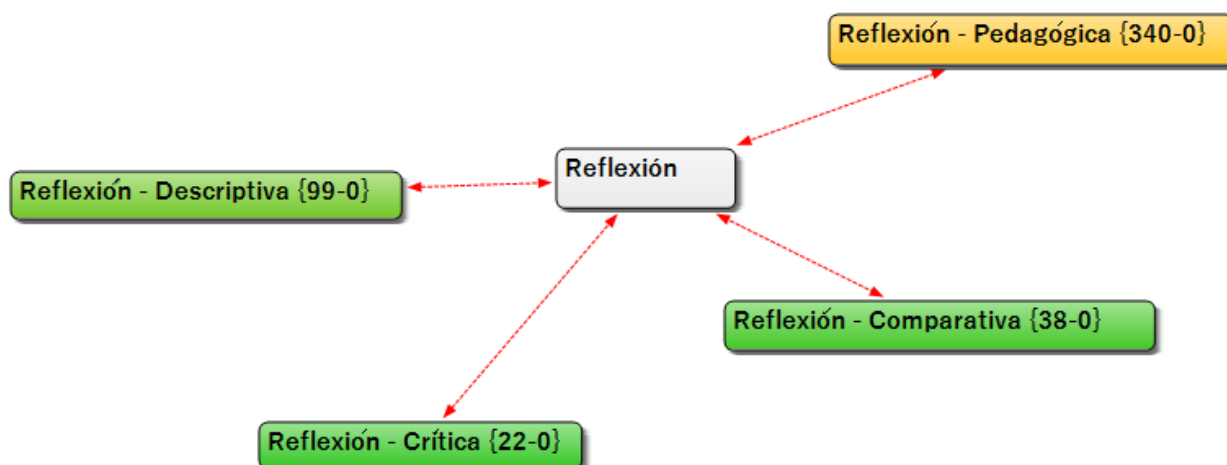 Reflexión - Pedagógica {340-0}
Reflexión
Reflexión - Descriptiva {99-0}
Reflexión - Comparativa {38-0}
Reflexión - Crítica {22-0}